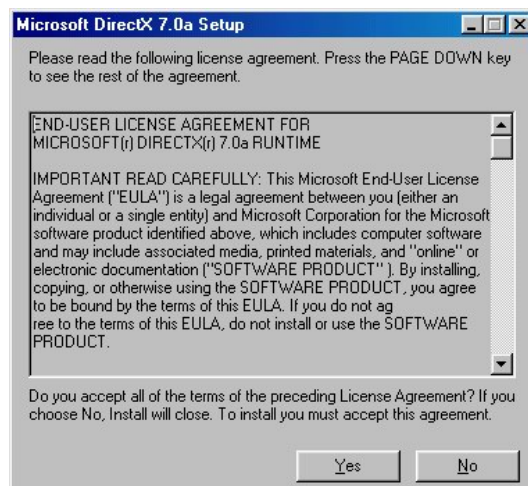 Microsoft DirectX 7.0a Setup
Please read the following license agreement. Press the PAGE DOWN key
to see the rest of the agreement.
END-USER LICENSE AGREEMENT FOR
MICROSOFT(r) DIRECTX(r) 7.0a RUNTIME
IMPORTANT READ CAREFULLY: This Microsoft End-User License
Agreement ("EULA") is a legal agreement between you (either an
individual or a single entity) and Microsoft Corporation for the Microsoft
software product identified above, which includes computer software
and may include associated media, printed materials, and "online" or
electronic documentation ("SOFTWARE PRODUCT" ). By installing,
copying, or otherwise using the SOFTWARE PRODUCT, you agree
to be bound by the terms of this EULA. If you do not ag
ree to the terms of this EULA, do not install or use the SOFTWARE
PRODUCT.
Do you accept all of the terms of the preceding License Agreement? If you
choose No, Install will close. To install you must accept this agreement.
Yes
No